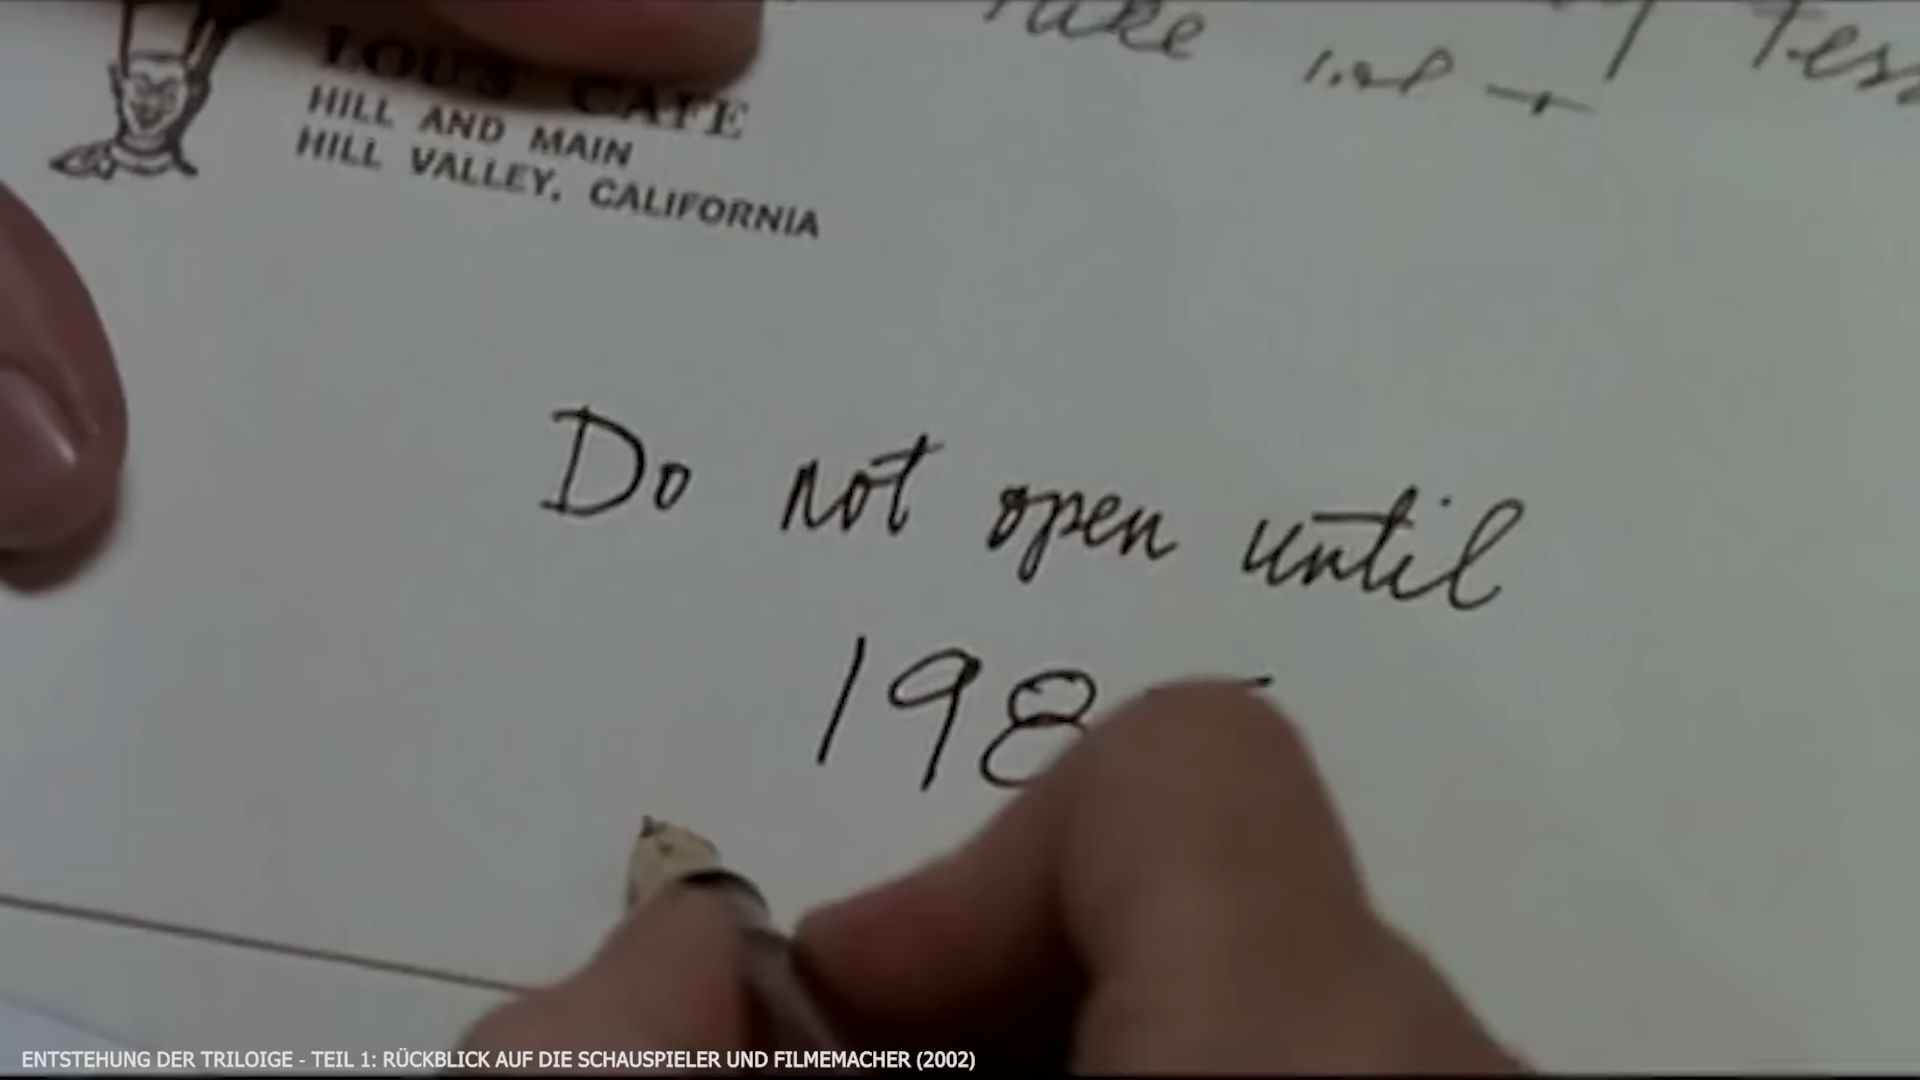 take
LOU'S CAFE
HILL AND MAIN
HILL VALLEY, CALIFORNIA
Do not open until
198
ENTSTEHUNG DER TRILOIGE - TEIL 1: RÜCKBLICK AUF DIE SCHAUSPIELER UND FILMEMACHER (2002)